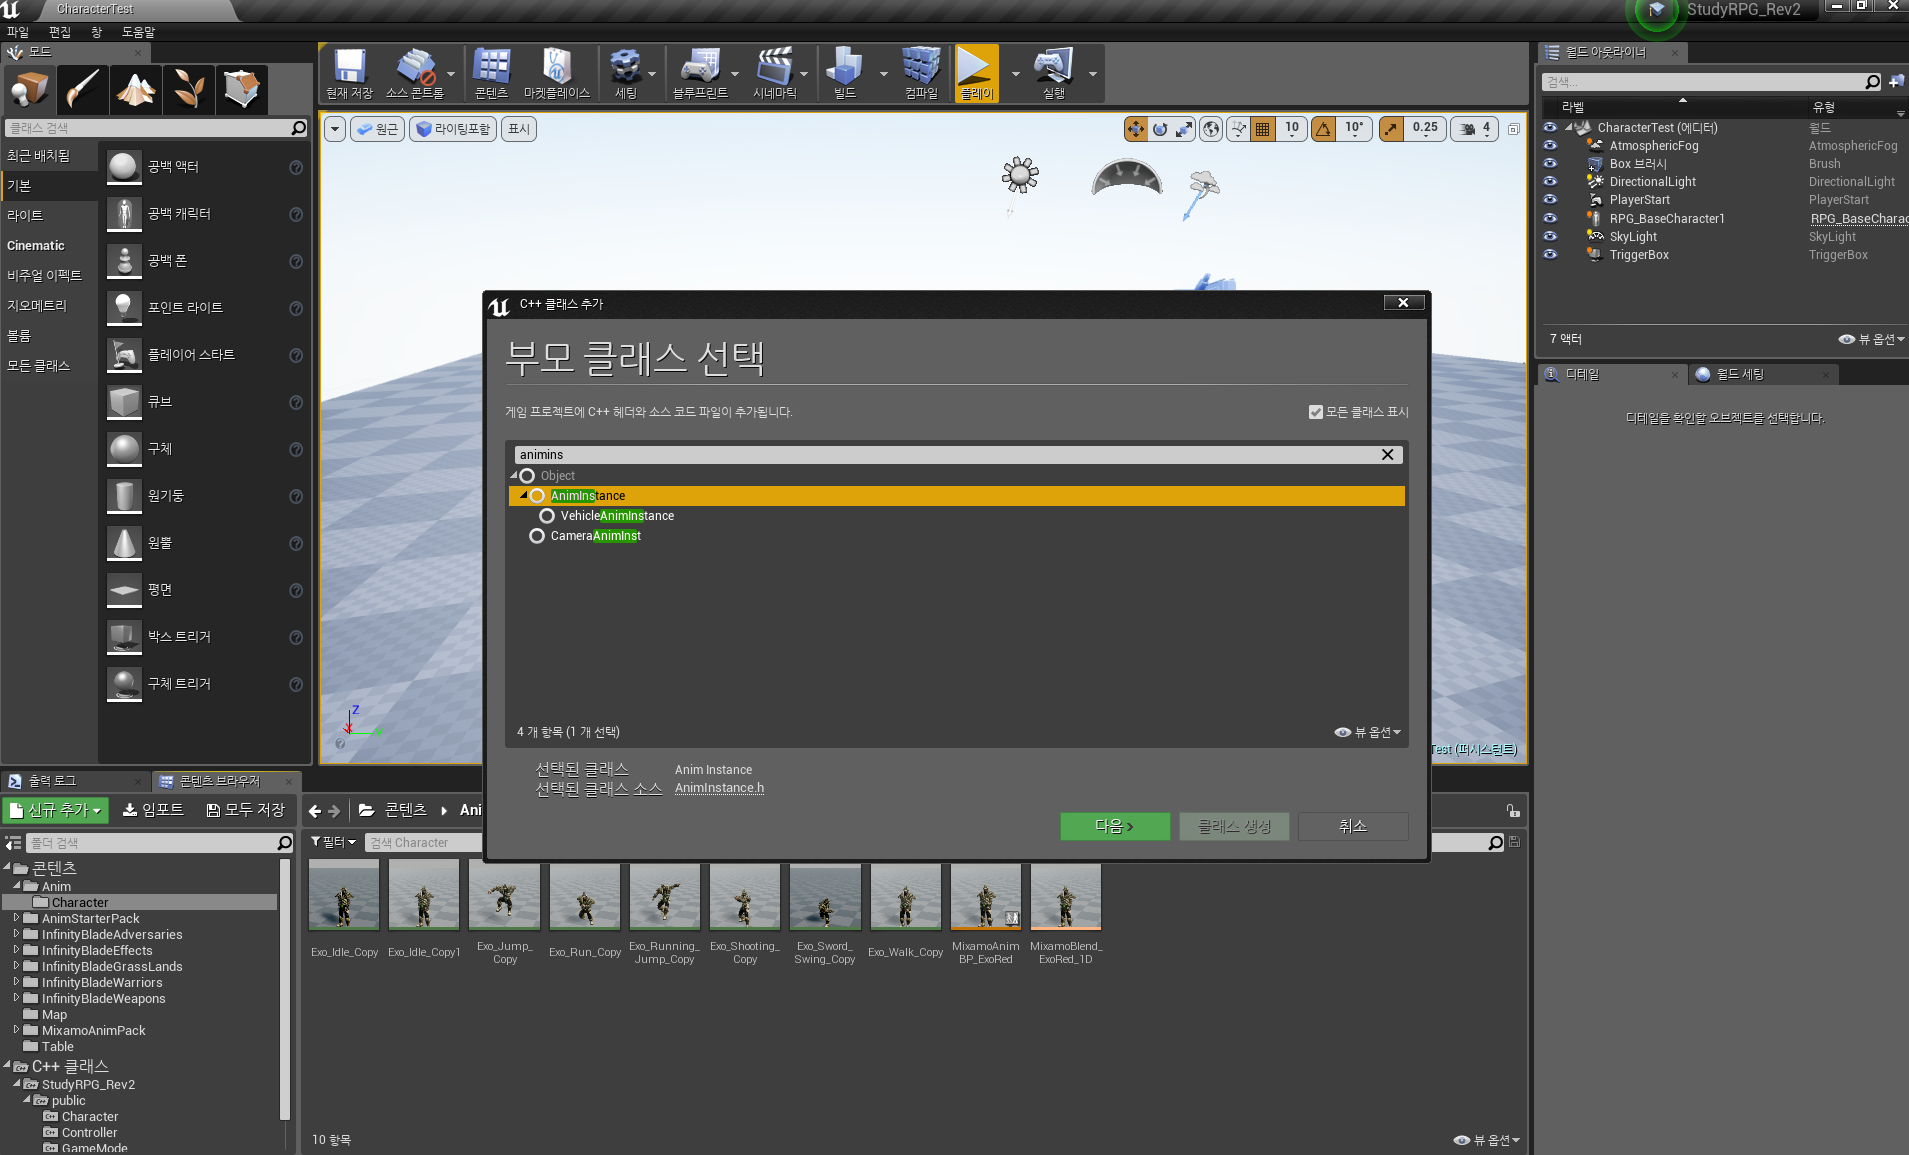 CharacterTest
StudyRPG_Rev2
파일 편집 창 도움말
모드
클래스 검색
최근 배치됨
기본
라이트
Cinematic
비주얼 이펙트
지오메트리
볼륨
모든 클래스
공백 액터
공백 캐릭터
공백 폰
포인트 라이트
플레이어 스타트
큐브
구체
원기둥
원뿔
평면
박스 트리거
구체 트리거
현재 저장
소스 콘트롤
콘텐츠
마켓플레이스
세팅
블루프린트
시네마틱
빌드
컴파일
플레이
실행
원근
라이팅포함
표시
10
10°
0.25
4
Z
Test (퍼시스턴트)
C++ 클래스 추가
부모 클래스 선택
게임 프로젝트에 C++ 헤더와 소스 코드 파일이 추가됩니다.
모든 클래스 표시
animins
Object
AnimInstance
VehicleAnimInstance
CameraAnimInst
4 개 항목 (1 개 선택)
뷰 옵션
선택된 클래스 Anim Instance
선택된 클래스 소스 AnimInstance.h
다음
클래스 생성
취소
월드 아웃라이너
검색...
라벨 유형
CharacterTest (에디터) 월드
AtmosphericFog AtmosphericFog
Box 브러시 Brush
DirectionalLight DirectionalLight
PlayerStart PlayerStart
RPG_BaseCharacter1 RPG_BaseCharac
SkyLight SkyLight
TriggerBox TriggerBox
7 액터
뷰 옵션
디테일
월드 세팅
디테일을 확인할 오브젝트를 선택합니다.
출력 로그
콘텐츠 브라우저
신규 추가
임포트
모두 저장
콘텐츠
Ani
폴더 검색
필터
검색 Character
콘텐츠
Anim
Character
AnimStarterPack
InfinityBladeAdversaries
InfinityBladeEffects
InfinityBladeGrassLands
InfinityBladeWarriors
InfinityBladeWeapons
Map
MixamoAnimPack
Table
C++ 클래스
StudyRPG_Rev2
public
Character
Controller
GameMode
Exo_Idle_Copy
Exo_Idle_Copy1
Exo_Jump_
Copy
Exo_Run_Copy
Exo_Running_
Jump_Copy
Exo_Shooting_
Copy
Exo_Sword_
Swing_Copy
Exo_Walk_Copy
MixamoAnim
BP_ExoRed
MixamoBlend_
ExoRed_1D
10 항목
뷰 옵션